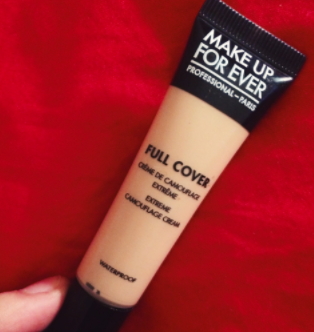 MAKE UP
FOR EVER
PROFESSIONAL – PARIS
FULL COVER
CRÈME DE CAMOUFLAGE
EXTRÊME
EXTREME
CAMOUFLAGE CREAM
WATERPROOF